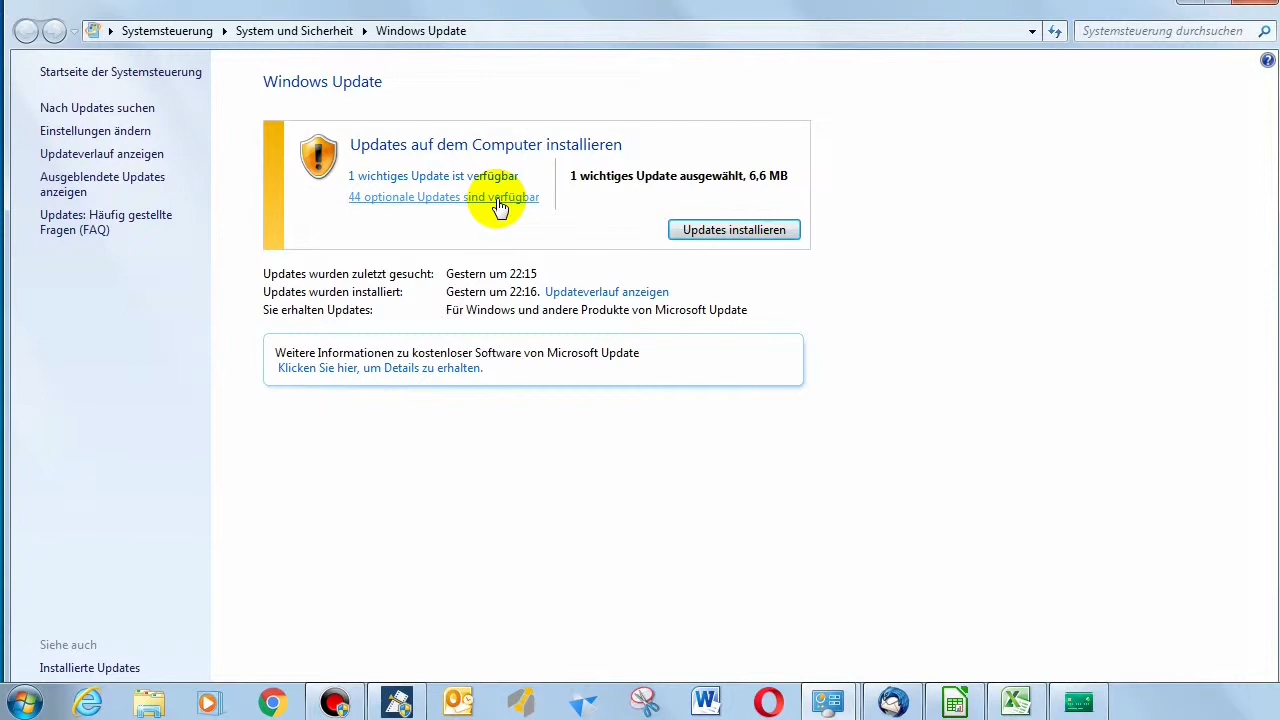 Systemsteuerung System und Sicherheit Windows Update
Systemsteuerung durchsuchen
Startseite der Systemsteuerung
Nach Updates suchen
Einstellungen ändern
Updateverlauf anzeigen
Ausgeblendete Updates
anzeigen
Updates: Häufig gestellte
Fragen (FAQ)
Siehe auch
Installierte Updates
Windows Update
Updates auf dem Computer installieren
1 wichtiges Update ist verfügbar
44 optionale Updates sind verfügbar
1 wichtiges Update ausgewählt, 6,6 MB
Updates installieren
Updates wurden zuletzt gesucht: Gestern um 22:15
Updates wurden installiert: Gestern um 22:16. Updateverlauf anzeigen
Sie erhalten Updates: Für Windows und andere Produkte von Microsoft Update
Weitere Informationen zu kostenloser Software von Microsoft Update
Klicken Sie hier, um Details zu erhalten.